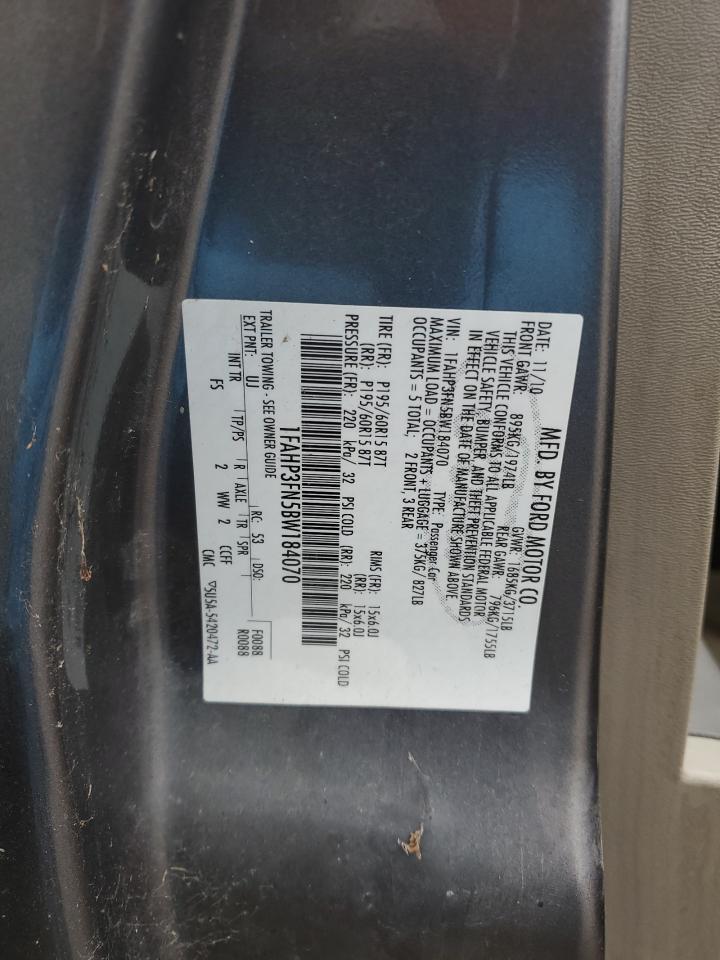 MFD. BY FORD MOTOR CO.
DATE: 11/10 GVWR: 1685KG/3715LB
FRONT GAWR: 895KG/1974LB REAR GAWR: 796KG/1755LB
THIS VEHICLE CONFORMS TO ALL APPLICABLE FEDERAL MOTOR
VEHICLE SAFETY, BUMPER, AND THEFT PREVENTION STANDARDS
IN EFFECT ON THE DATE OF MANUFACTURE SHOWN ABOVE.
VIN: 1FAHP3FN5BW184070 TYPE: Passenger Car
MAXIMUM LOAD = OCCUPANTS + LUGGAGE = 375KG/ 827LB
OCCUPANTS = 5 TOTAL; 2 FRONT, 3 REAR
TIRE (FR): P195/60R15 87T RIMS (FR): 15x6.0J
(RR): P195/60R15 87T (RR): 15x6.0J
PRESSURE (FR): 220 kPa/ 32 PSI COLD (RR): 220 kPa/ 32 PSI COLD
1FAHP3FN5BW184070
TRAILER TOWING - SEE OWNER GUIDE
EXT PNT: UJ RC: 53 DSO: F0088
R0088
INT TR TP/PS R AXLE TR SPR
FS 2 WW 2 CCFF
CMC 5U5A-5420472-AA